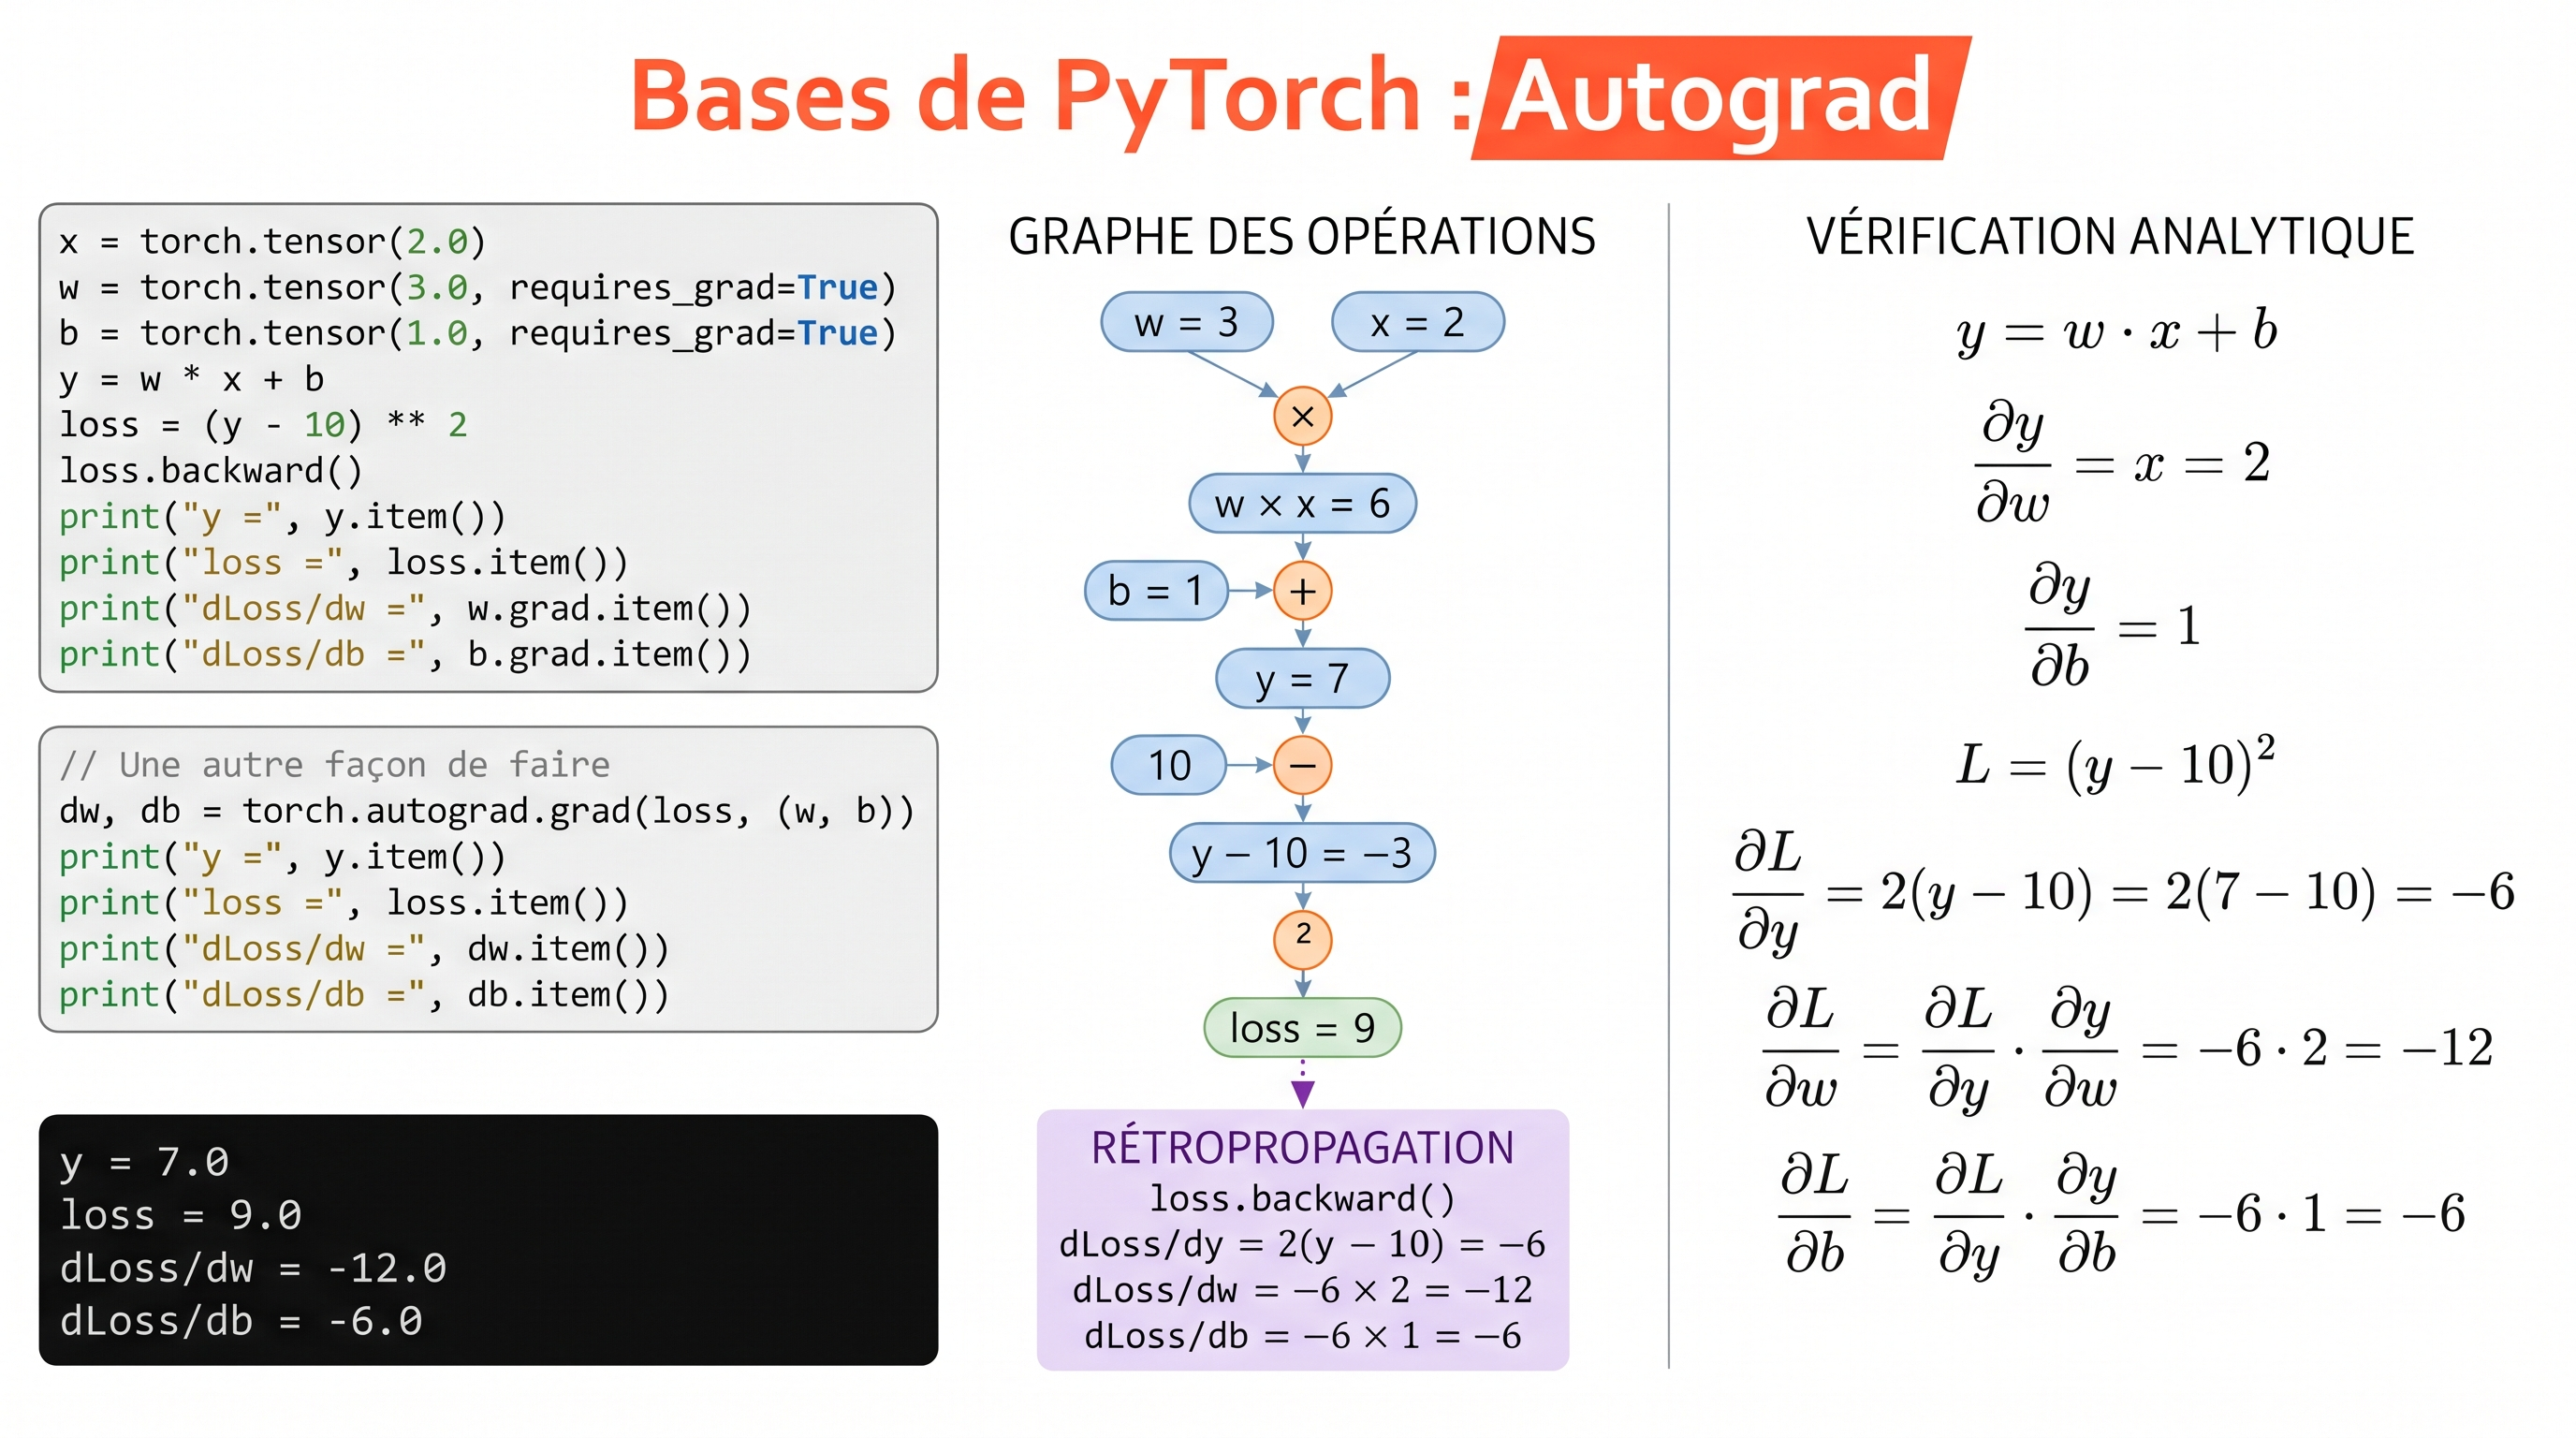 Bases de PyTorch : Autograd
x = torch.tensor(2.0)
w = torch.tensor(3.0, requires_grad=True)
b = torch.tensor(1.0, requires_grad=True)
y = w * x + b
loss = (y - 10) ** 2
loss.backward()
print("y =", y.item())
print("loss =", loss.item())
print("dLoss/dw =", w.grad.item())
print("dLoss/db =", b.grad.item())
// Une autre façon de faire
dw, db = torch.autograd.grad(loss, (w, b))
print("y =", y.item())
print("loss =", loss.item())
print("dLoss/dw =", dw.item())
print("dLoss/db =", db.item())
y = 7.0
loss = 9.0
dLoss/dw = -12.0
dLoss/db = -6.0
GRAPHE DES OPÉRATIONS
w = 3
x = 2
×
w × x = 6
b = 1
+
y = 7
10
−
y − 10 = −3
²
loss = 9
RÉTROPROPAGATION
loss.backward()
dLoss/dy = 2(y − 10) = −6
dLoss/dw = −6 × 2 = −12
dLoss/db = −6 × 1 = −6
VÉRIFICATION ANALYTIQUE
y = w · x + b
∂y/∂w = x = 2
∂y/∂b = 1
L = (y − 10)²
∂L/∂y = 2(y − 10) = 2(7 − 10) = −6
∂L/∂w = ∂L/∂y · ∂y/∂w = −6 · 2 = −12
∂L/∂b = ∂L/∂y · ∂y/∂b = −6 · 1 = −6